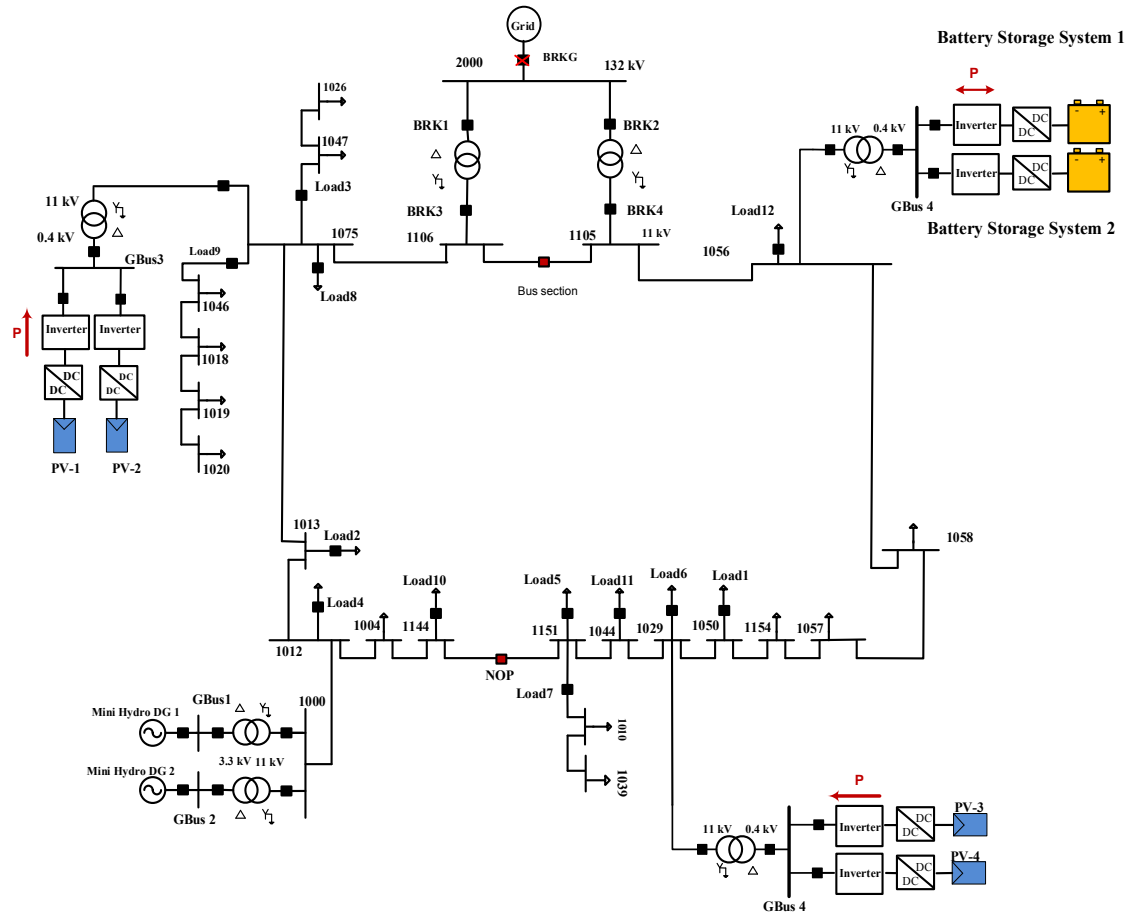 Grid
BRKG
2000
132 kV
Battery Storage System 1
P
1026
BRK1
BRK2
11 kV
0.4 kV
Inverter
DC
DC
- +
1047
Inverter
DC
DC
- +
Load3
GBus 4
11 kV
0.4 kV
BRK3
BRK4
Load12
Battery Storage System 2
1075
1106
1105
11 kV
1056
Load9
GBus3
Load8
Bus section
1046
P
Inverter
Inverter
1018
DC
DC
DC
DC
1019
PV-1
PV-2
1020
1013
Load2
1058
Load4
Load10
Load5
Load11
Load6
Load1
1004
1144
1151
1044
1029
1050
1154
1057
1012
NOP
GBus1
1000
Load7
Mini Hydro DG 1
1010
3.3 kV
11 kV
Mini Hydro DG 2
1039
GBus 2
P
PV-3
11 kV
0.4 kV
Inverter
DC
DC
PV-4
Inverter
DC
DC
GBus 4